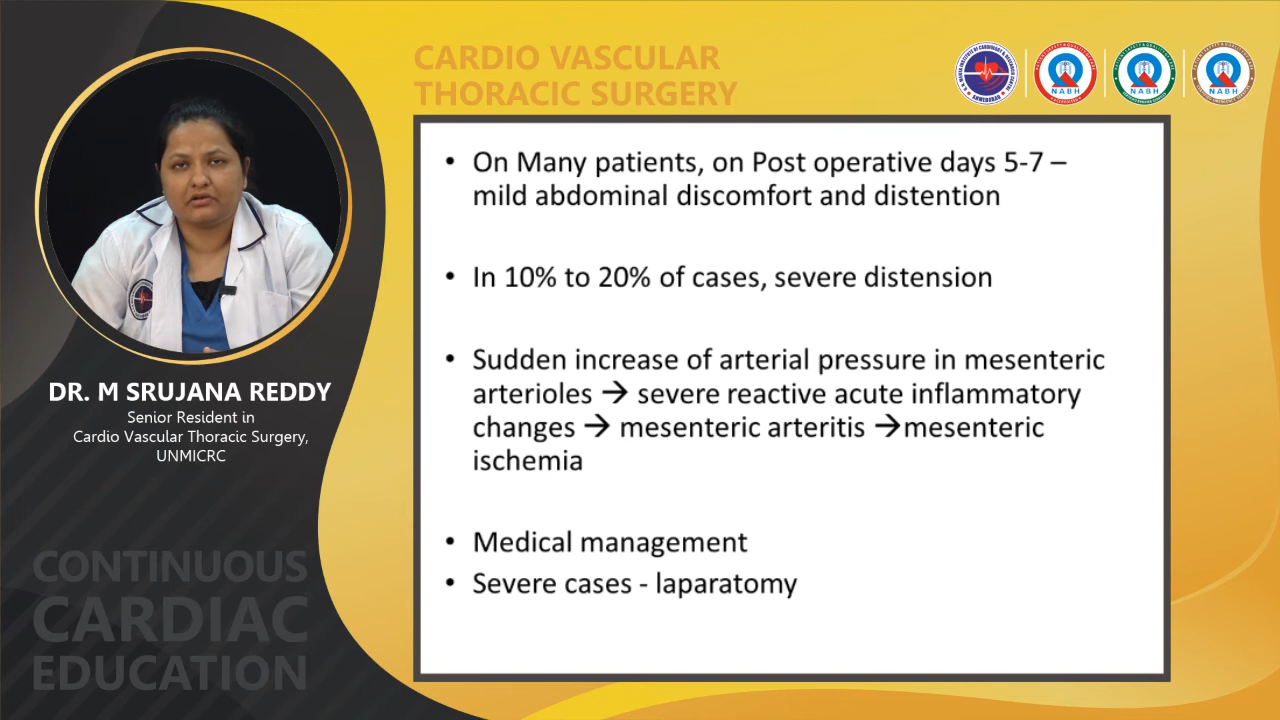 CARDIO VASCULAR
THORACIC SURGERY
NABH
NABH
NABH
• On Many patients, on Post operative days 5-7 –
mild abdominal discomfort and distention
• In 10% to 20% of cases, severe distension
• Sudden increase of arterial pressure in mesenteric
arterioles → severe reactive acute inflammatory
changes → mesenteric arteritis →mesenteric
ischemia
• Medical management
• Severe cases - laparatomy
DR. M SRUJANA REDDY
Senior Resident in
Cardio Vascular Thoracic Surgery,
UNMICRC
CONTINUOUS
CARDIAC
EDUCATION